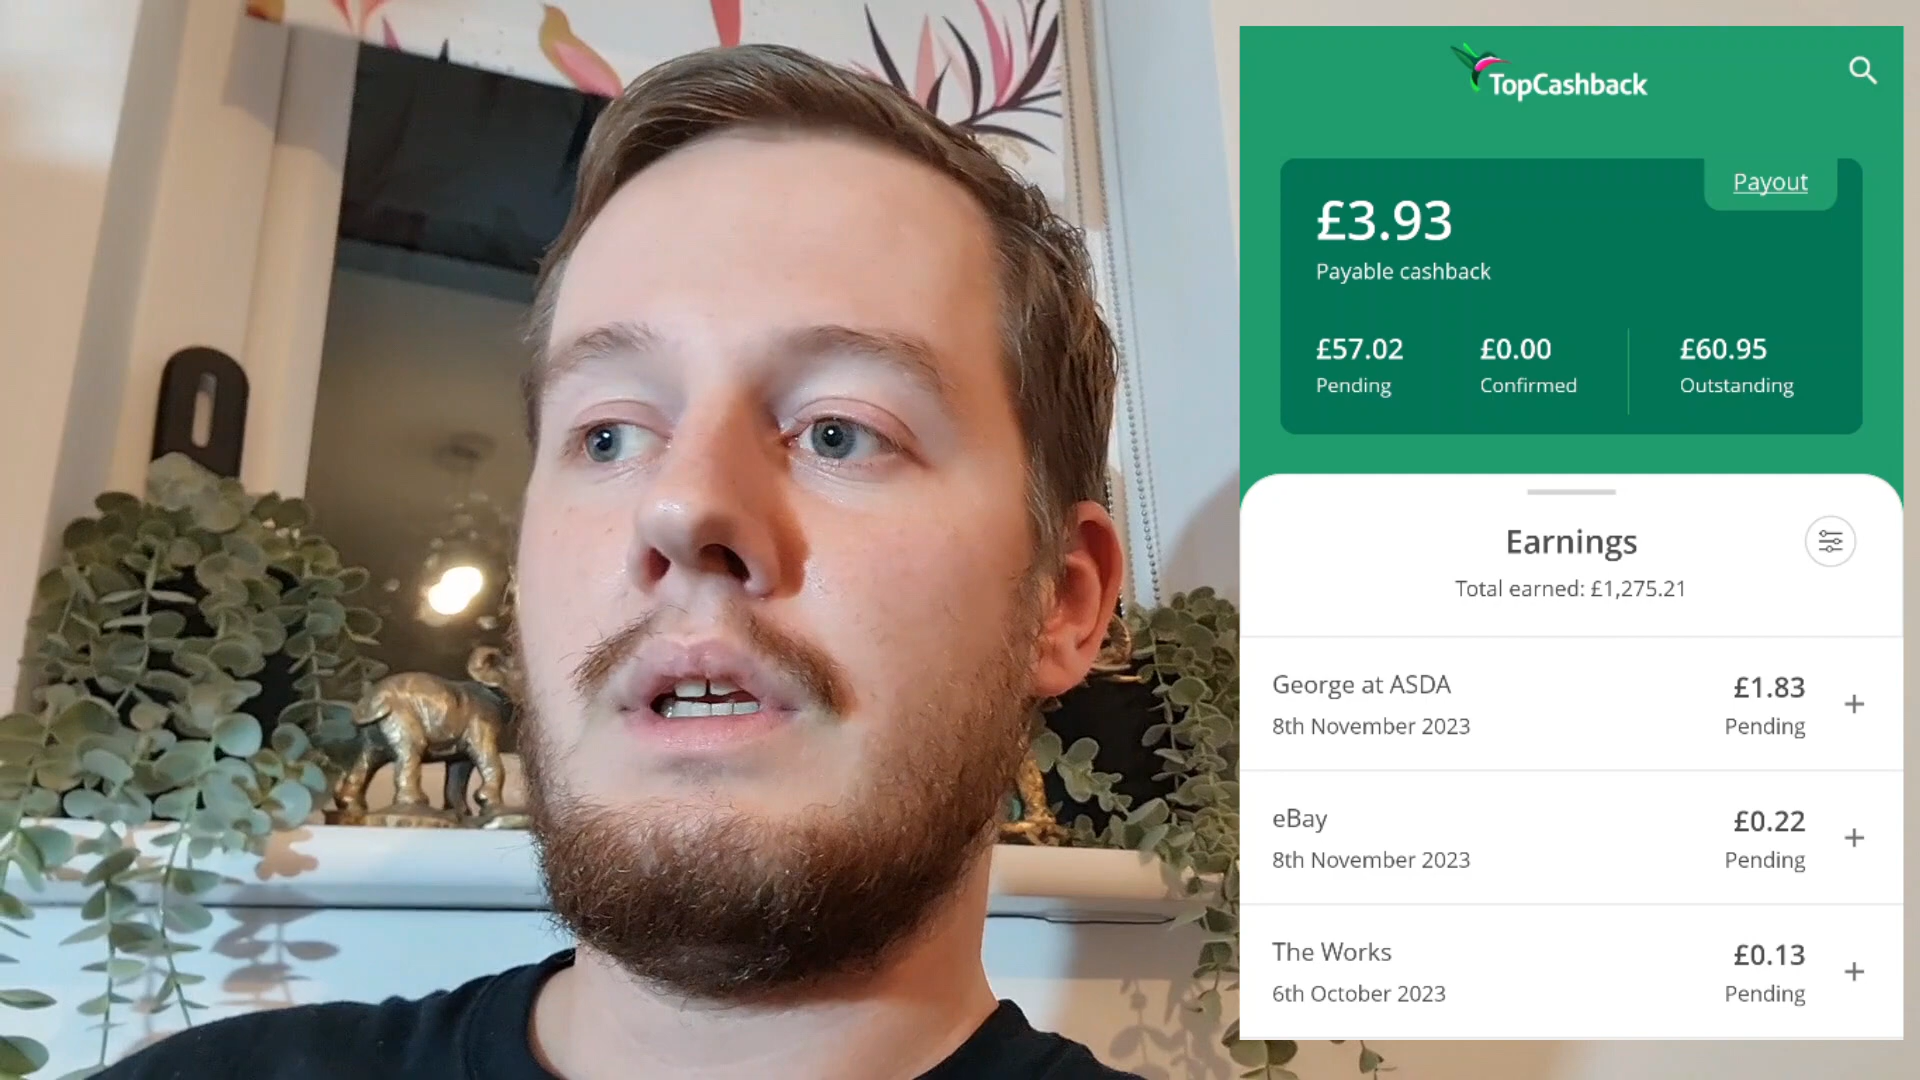 TopCashback
Payout
£3.93
Payable cashback
£57.02 £0.00 £60.95
Pending Confirmed Outstanding
Earnings
Total earned: £1,275.21
George at ASDA £1.83
8th November 2023 Pending
eBay £0.22
8th November 2023 Pending
The Works £0.13
6th October 2023 Pending